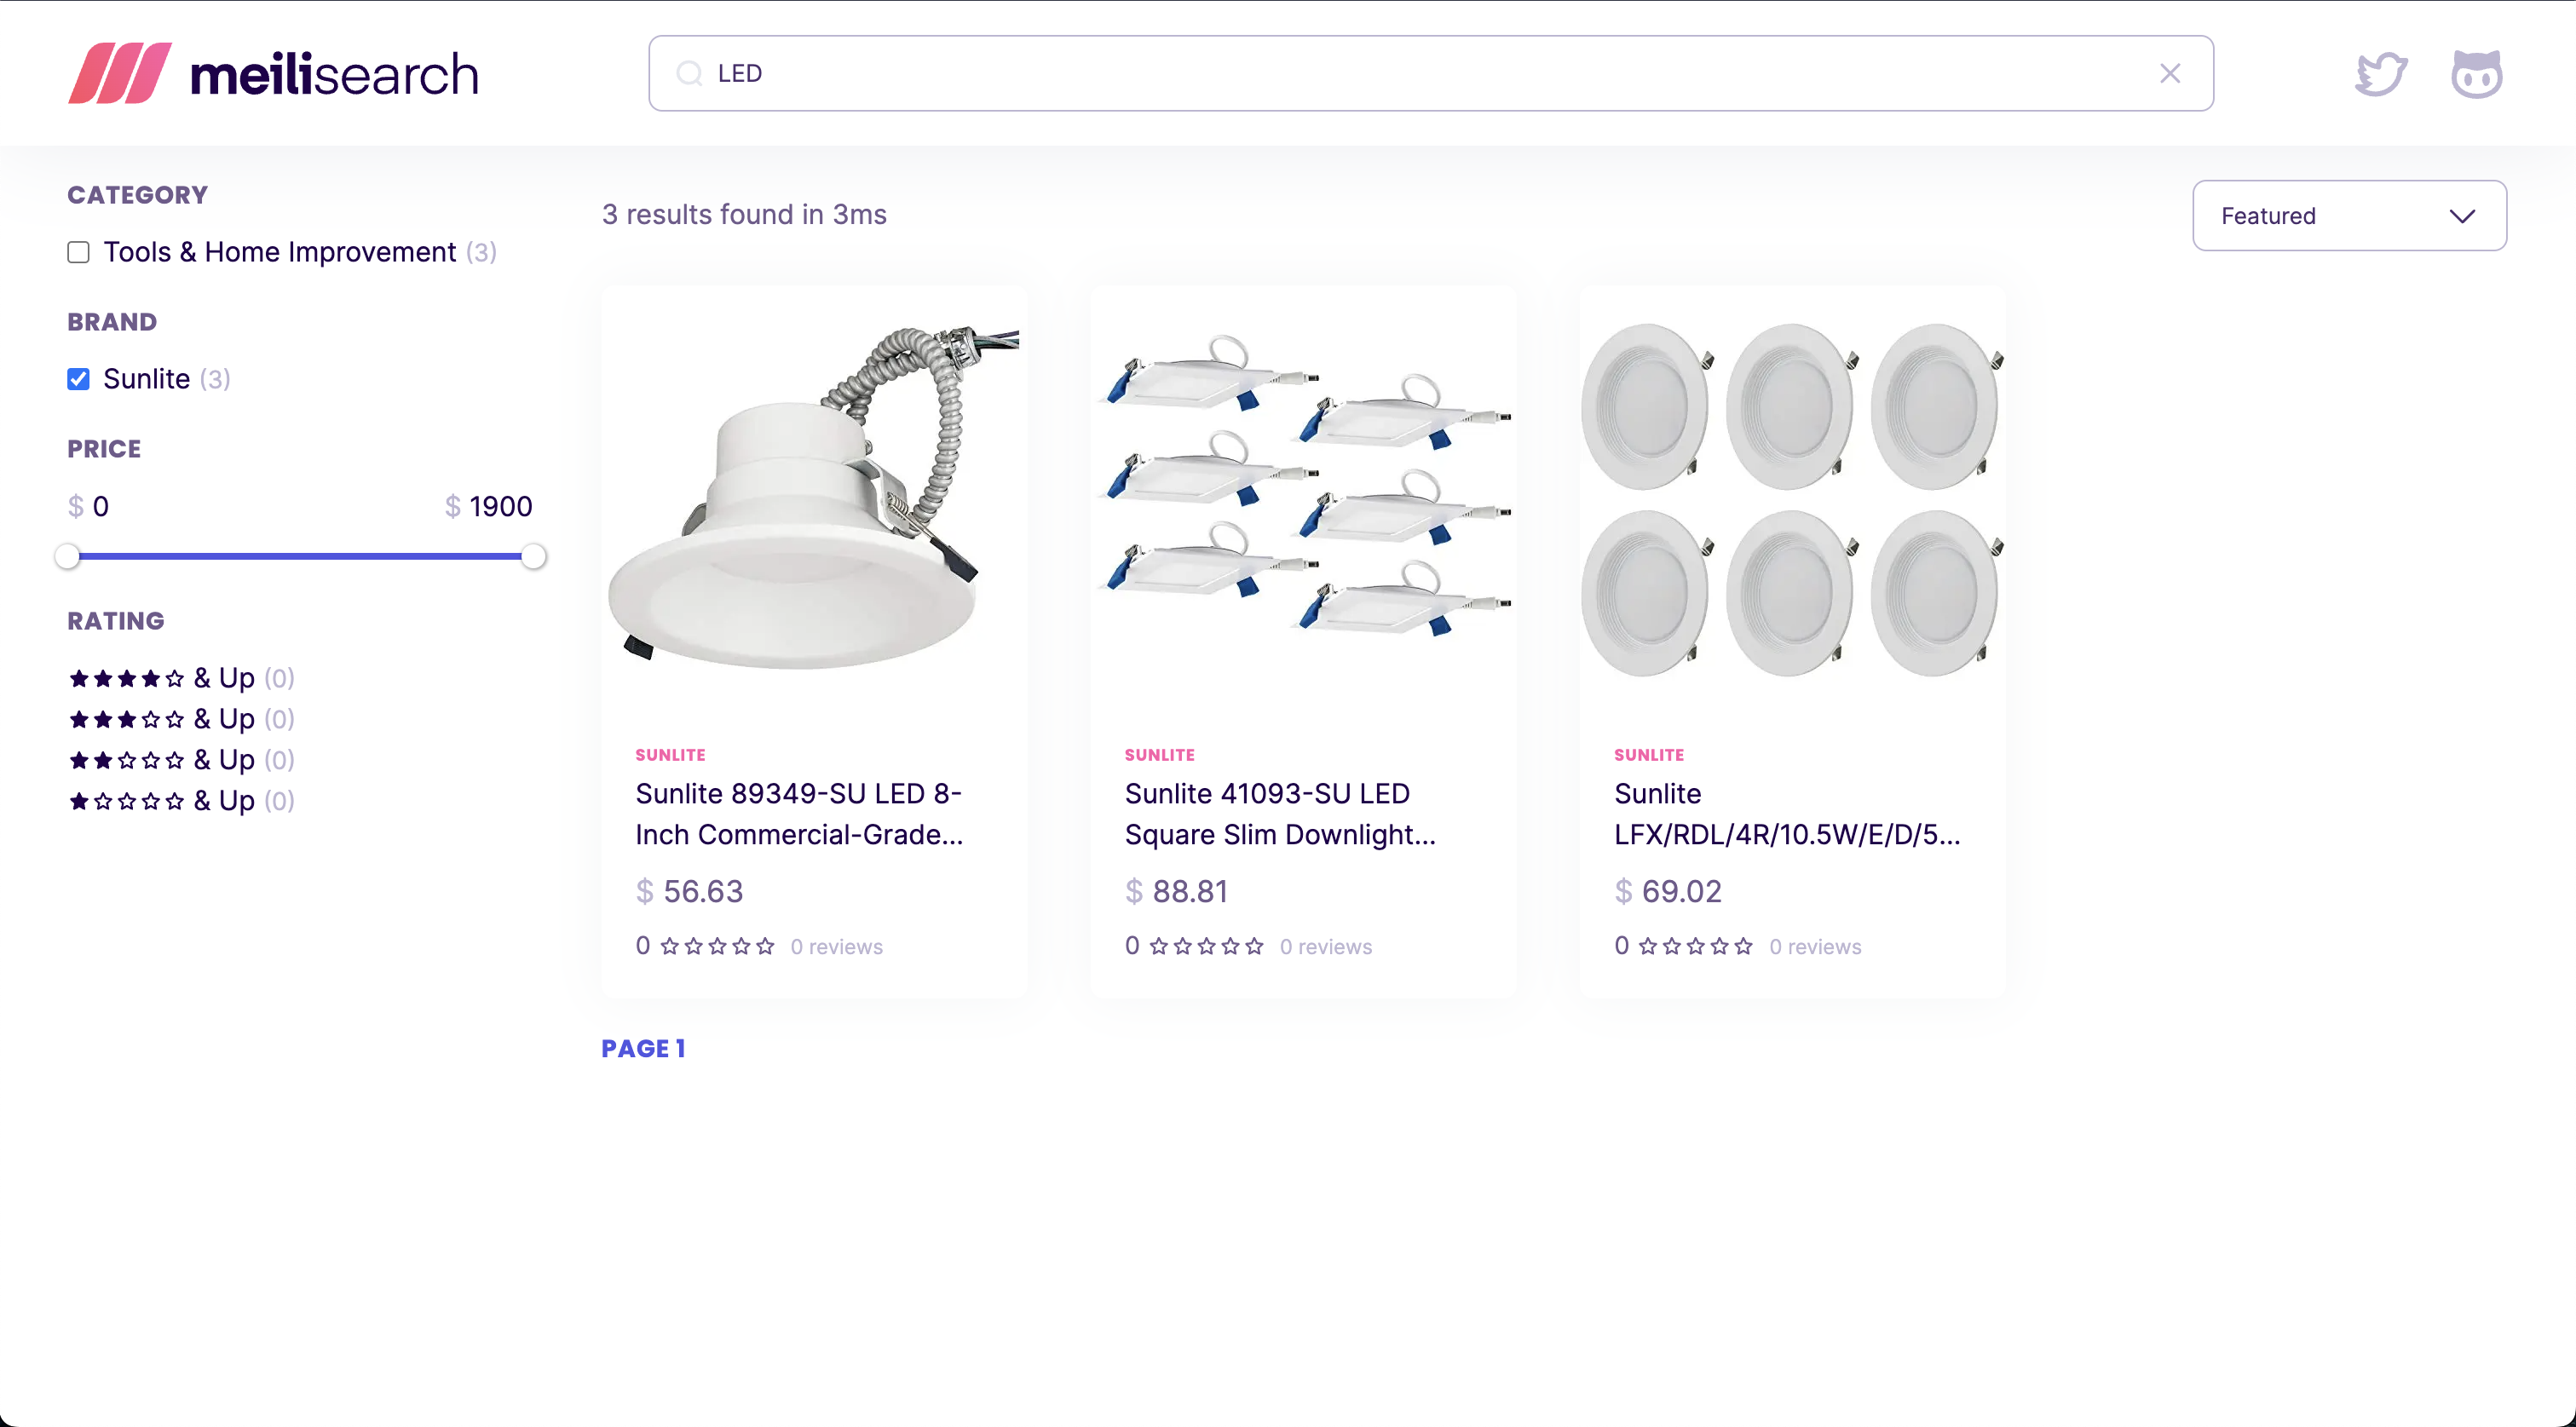 meilisearch
LED
CATEGORY
Tools & Home Improvement (3)
BRAND
Sunlite (3)
PRICE
$ 0
$ 1900
RATING
& Up (0)
& Up (0)
& Up (0)
& Up (0)
3 results found in 3ms
Featured
SUNLITE
Sunlite 89349-SU LED 8-
Inch Commercial-Grade...
$ 56.63
0 0 reviews
SUNLITE
Sunlite 41093-SU LED
Square Slim Downlight...
$ 88.81
0 0 reviews
SUNLITE
Sunlite
LFX/RDL/4R/10.5W/E/D/5...
$ 69.02
0 0 reviews
PAGE 1